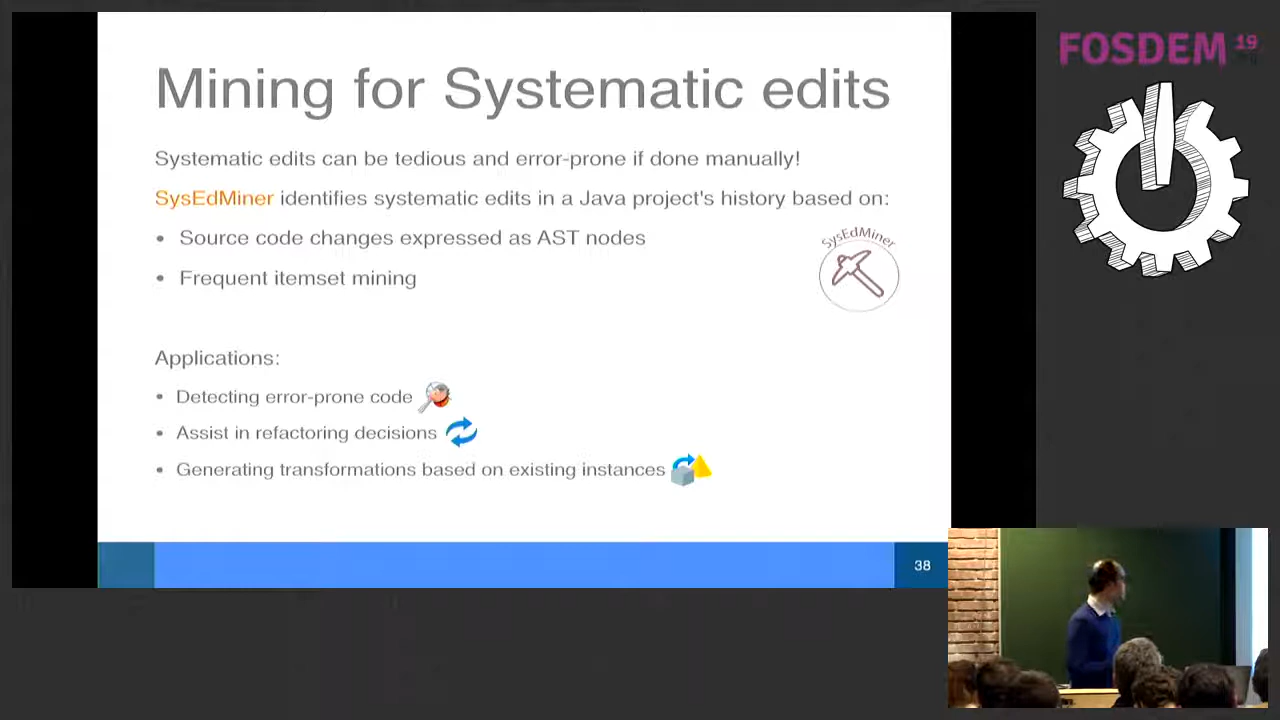 Mining for Systematic edits
Systematic edits can be tedious and error-prone if done manually!
SysEdMiner identifies systematic edits in a Java project's history based on:
• Source code changes expressed as AST nodes
• Frequent itemset mining
SysEdMiner
Applications:
• Detecting error-prone code
• Assist in refactoring decisions
• Generating transformations based on existing instances
38
FOSDEM 19